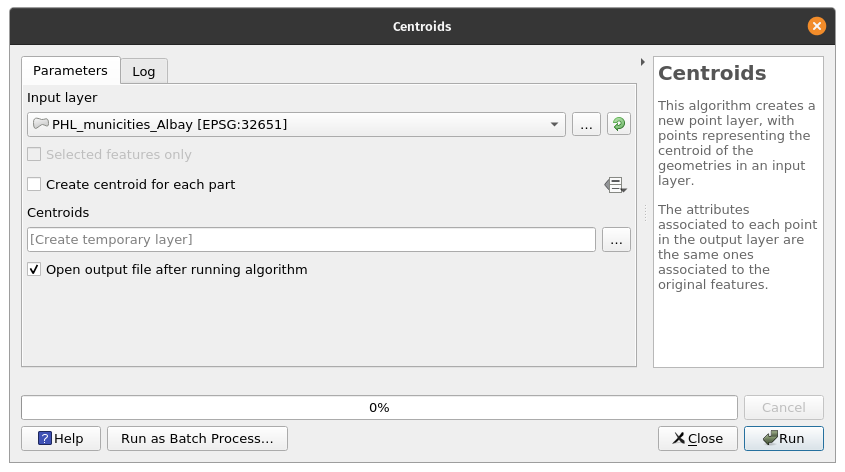 Centroids
Parameters
Log
Input layer
PHL_municities_Albay [EPSG:32651]
...
Selected features only
Create centroid for each part
Centroids
[Create temporary layer]
...
Open output file after running algorithm
Centroids
This algorithm creates a
new point layer, with
points representing the
centroid of the
geometries in an input
layer.
The attributes
associated to each point
in the output layer are
the same ones
associated to the
original features.
0%
Cancel
Help
Run as Batch Process...
Close
Run